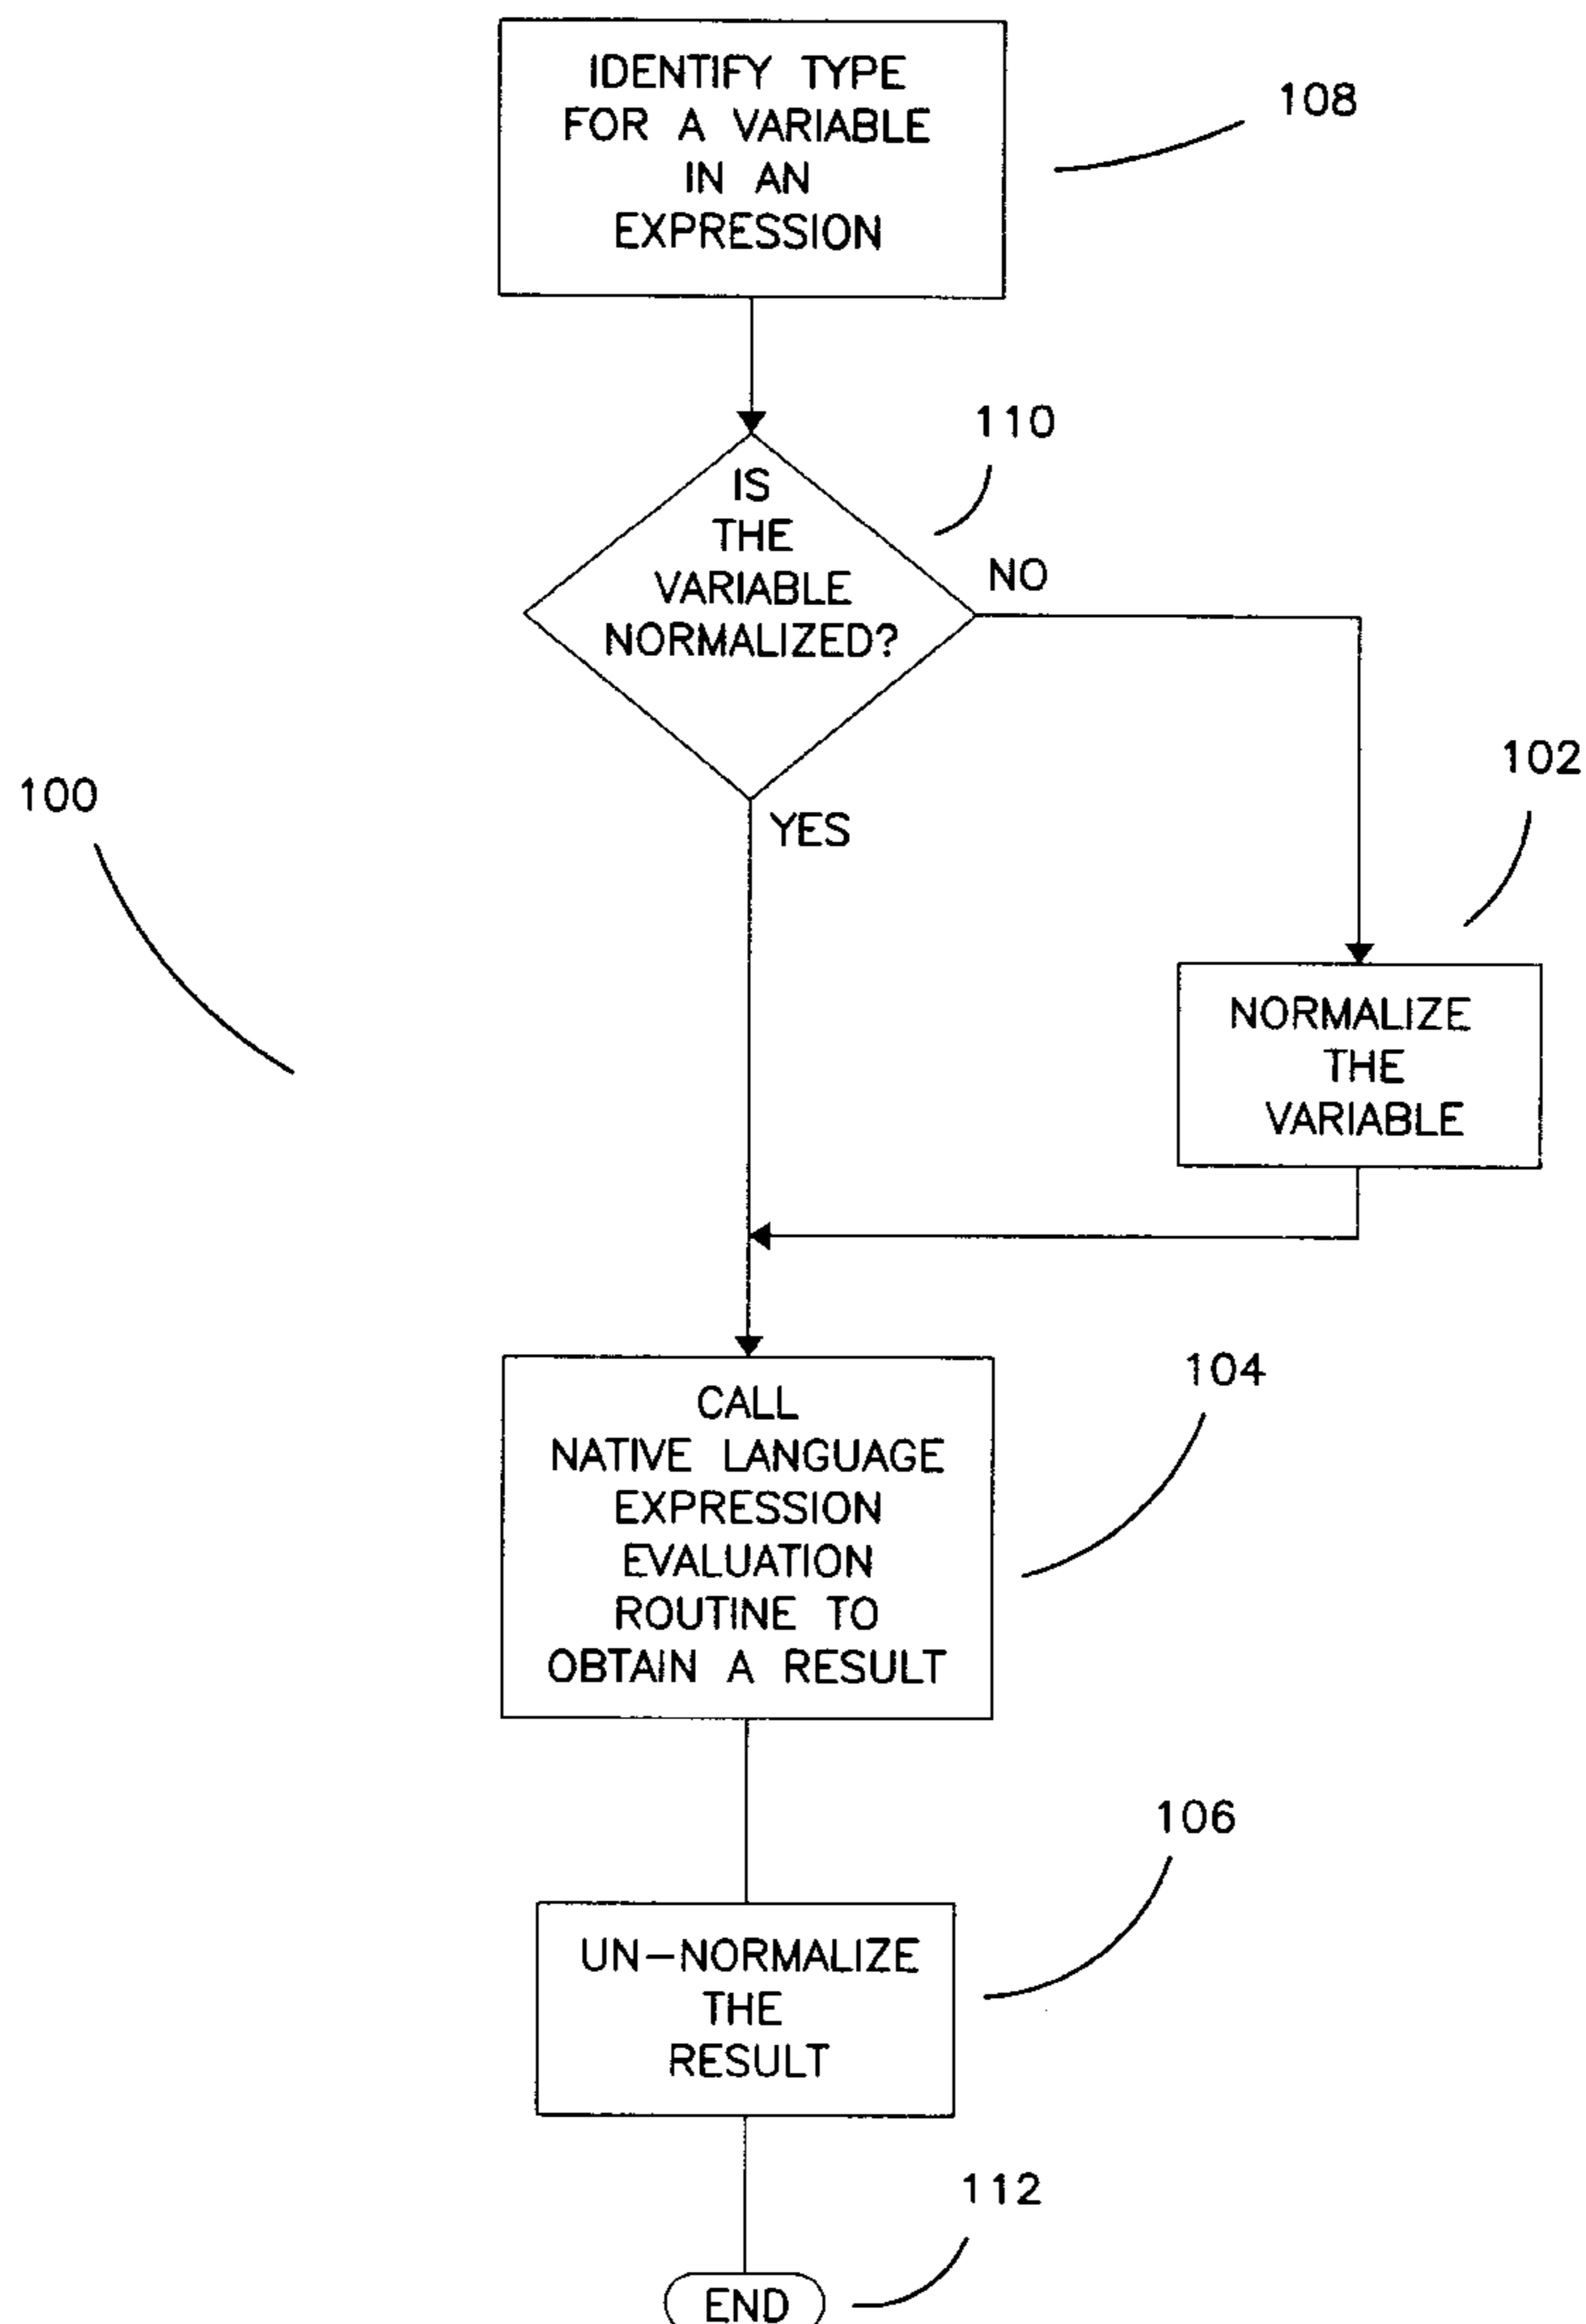 IDENTIFY TYPE
FOR A VARIABLE
IN AN
EXPRESSION
108
110
IS
THE
VARIABLE
NORMALIZED?
NO
102
100
YES
NORMALIZE
THE
VARIABLE
104
CALL
NATIVE LANGUAGE
EXPRESSION
EVALUATION
ROUTINE TO
OBTAIN A RESULT
106
UN-NORMALIZE
THE
RESULT
112
END